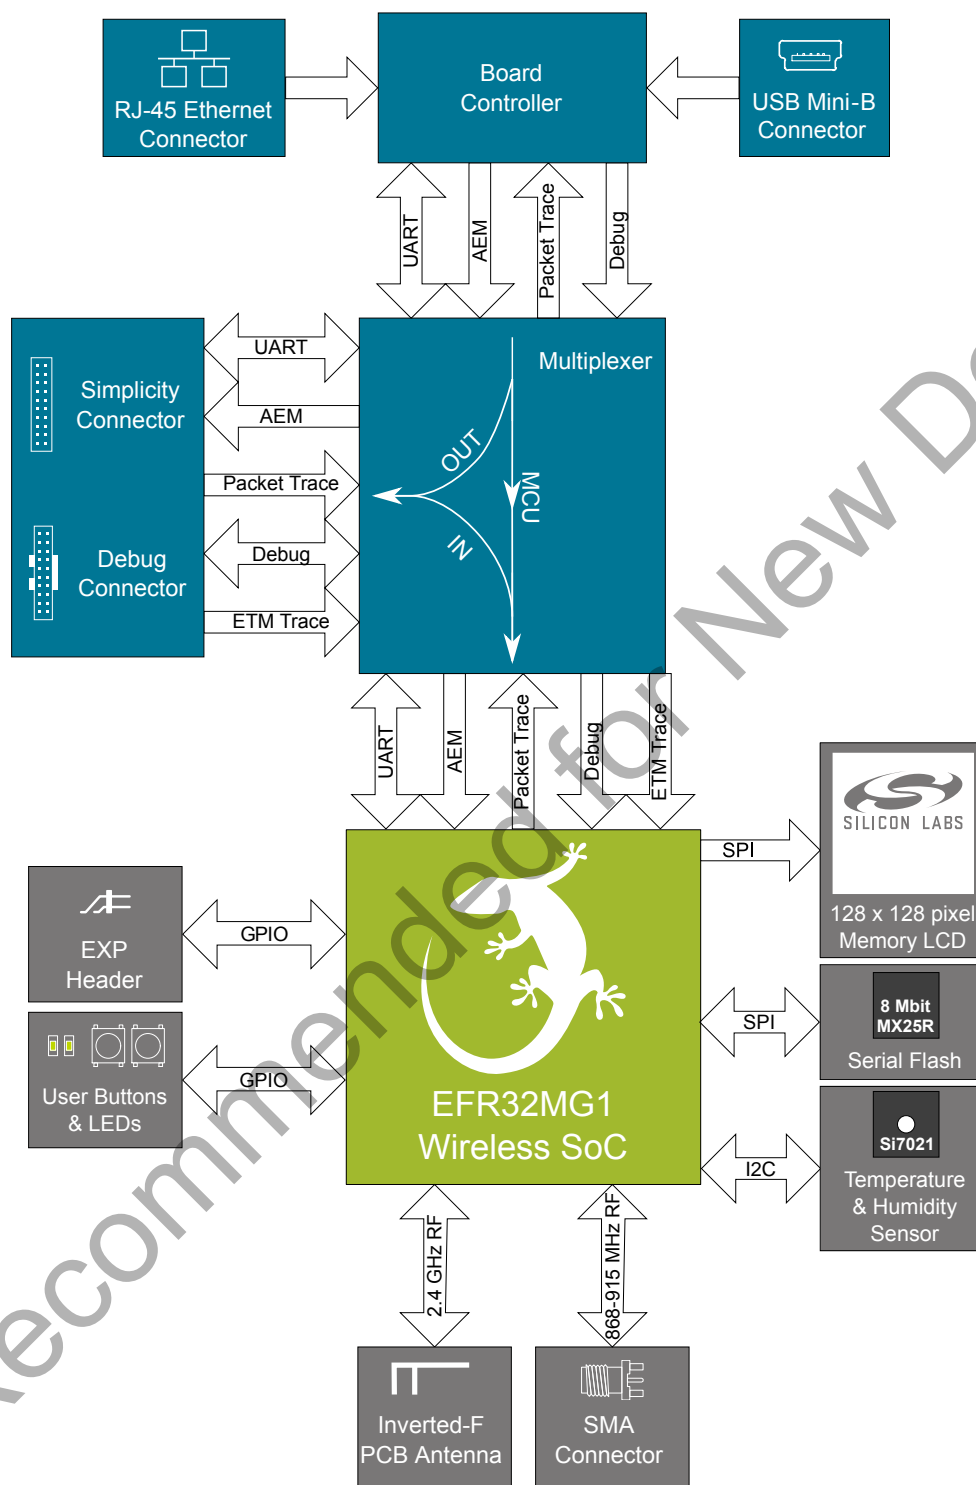 RJ-45 Ethernet
Connector
Board
Controller
USB Mini-B
Connector
UART
AEM
Packet Trace
Debug
Simplicity
Connector
Debug
Connector
UART
AEM
Packet Trace
Debug
ETM Trace
Multiplexer
OUT
MCU
IN
UART
AEM
Packet Trace
Debug
ETM Trace
SILICON LABS
128 x 128 pixel
Memory LCD
SPI
EXP
Header
GPIO
8 Mbit
MX25R
Serial Flash
SPI
User Buttons
& LEDs
GPIO
EFR32MG1
Wireless SoC
Si7021
Temperature
& Humidity
Sensor
I2C
2.4 GHz RF
868-915 MHz RF
Inverted-F
PCB Antenna
SMA
Connector
Recommended for New De